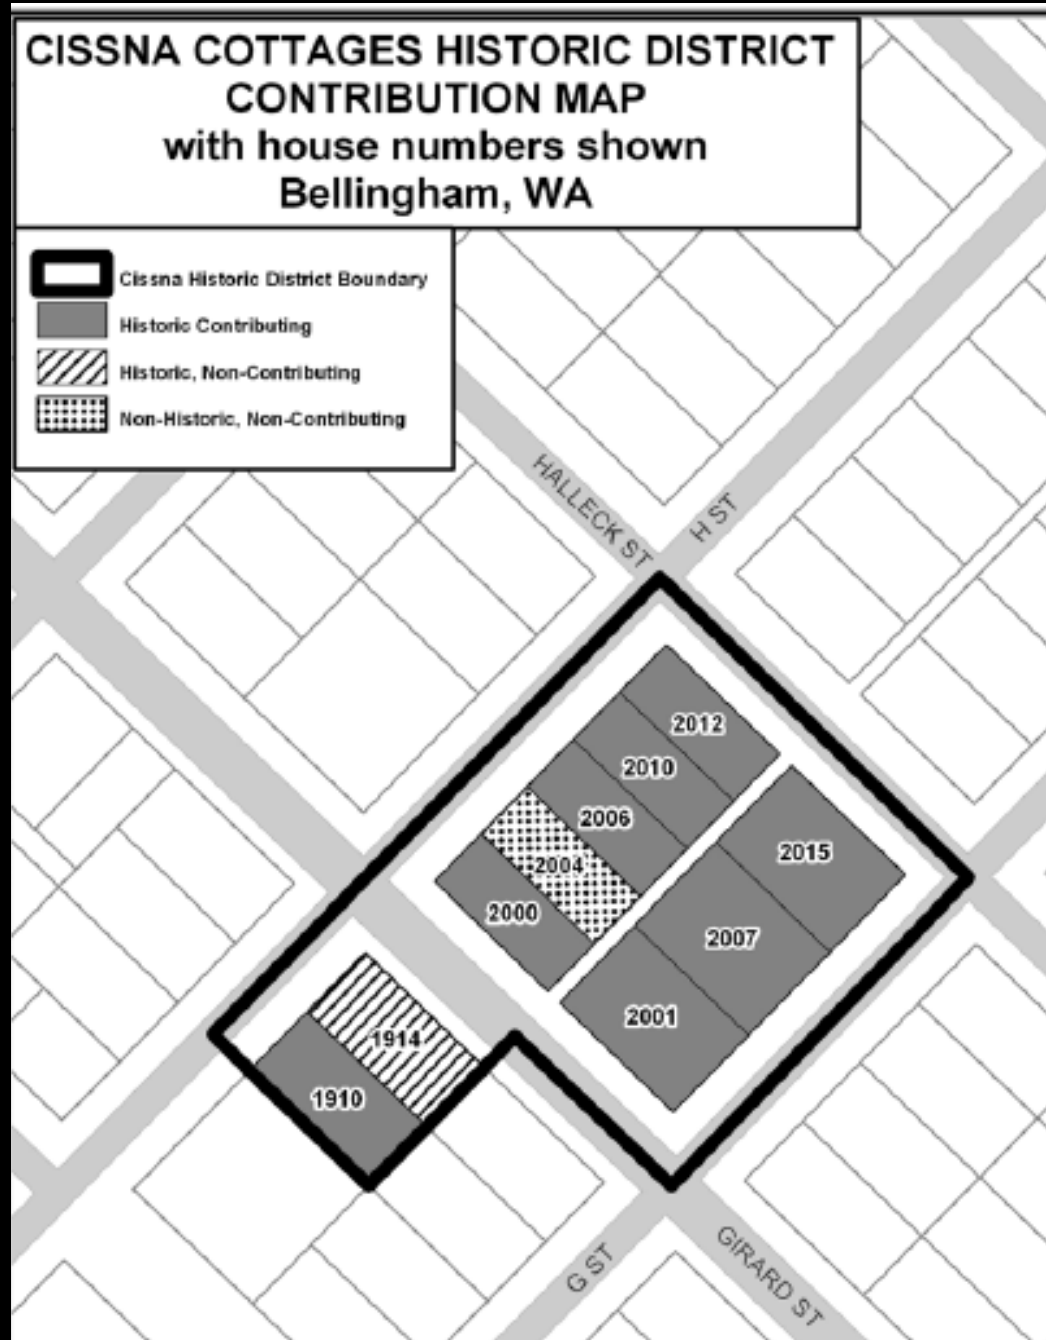 CISSNA COTTAGES HISTORIC DISTRICT
CONTRIBUTION MAP
with house numbers shown
Bellingham, WA
Cissna Historic District Boundary
Historic Contributing
Historic, Non-Contributing
Non-Historic, Non-Contributing
HALLECK ST
H ST
2012
2010
2006
2004
2000
2015
2007
2001
1914
1910
G ST
GIRARD ST